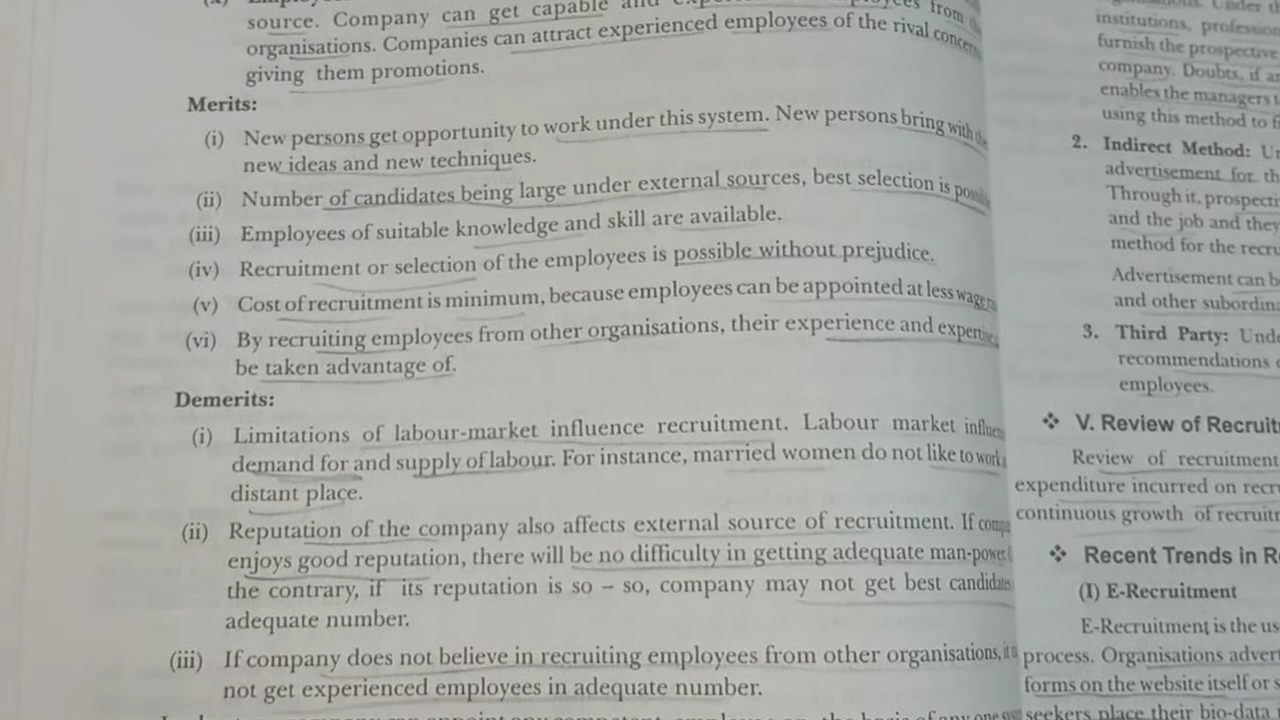 source. Company can get capable and from
organisations. Companies can attract experienced employees of the rival
giving them promotions.
Merits:
(i) New persons get opportunity to work under this system. New persons bring with
new ideas and new techniques.
(ii) Number of candidates being large under external sources, best selection is
(iii) Employees of suitable knowledge and skill are available.
(iv) Recruitment or selection of the employees is possible without prejudice.
(v) Cost of recruitment is minimum, because employees can be appointed at less
(vi) By recruiting employees from other organisations, their experience and
be taken advantage of.
Demerits:
(i) Limitations of labour-market influence recruitment. Labour market
demand for and supply of labour. For instance, married women do not like to work
distant place.
(ii) Reputation of the company also affects external source of recruitment. If
enjoys good reputation, there will be no difficulty in getting adequate man-power.
the contrary, if its reputation is so – so, company may not get best
adequate number.
(iii) If company does not believe in recruiting employees from other organisations,
not get experienced employees in adequate number.
Under
institutions,
furnish the prospective
company. Doubts, if
enables the managers
using this method to
2. Indirect Method:
advertisement for
Through it,
and the job and they
method for the
Advertisement can
and other
3. Third Party:
recommendations
employees.
❖ V. Review of
Review of recruitment
expenditure incurred on
continuous growth of
❖ Recent Trends in
(I) E-Recruitment
E-Recruitment is the
process. Organisations
forms on the website itself or
seekers place their bio-data